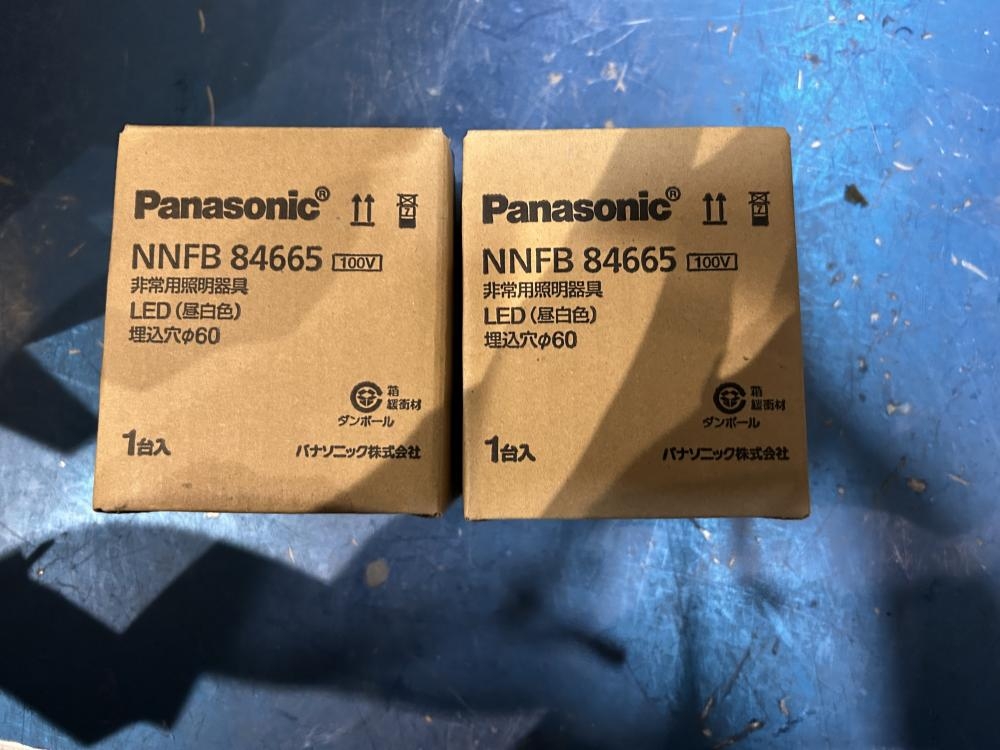 Panasonic®
NNFB 84665 100V
非常用照明器具
LED(昼白色)
埋込穴φ60
箱
緩衝材
ダンボール
1台入
パナソニック株式会社
Panasonic®
NNFB 84665 100V
非常用照明器具
LED(昼白色)
埋込穴φ60
箱
緩衝材
ダンボール
1台入
パナソニック株式会社